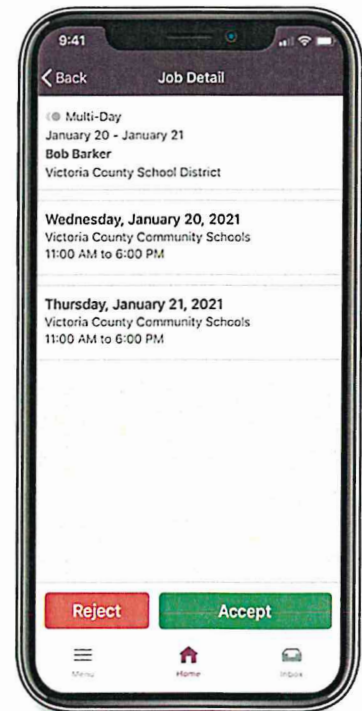 9:41
Back Job Detail
Multi-Day
January 20 - January 21
Bob Barker
Victoria County School District
Wednesday, January 20, 2021
Victoria County Community Schools
11:00 AM to 6:00 PM
Thursday, January 21, 2021
Victoria County Community Schools
11:00 AM to 6:00 PM
Reject Accept
Menu Home Inbox